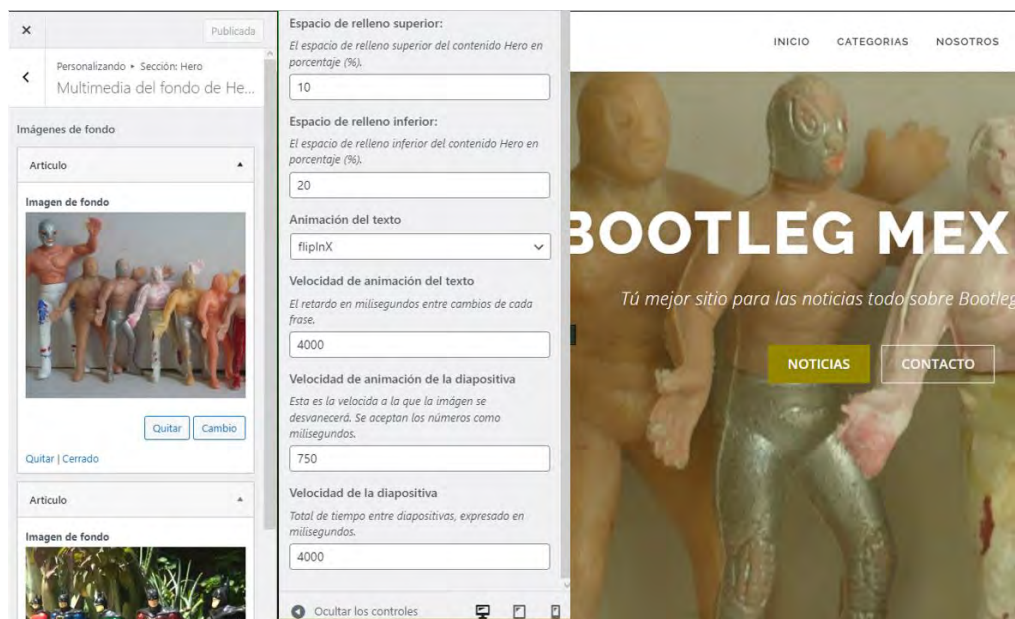 Publicada
Personalizando • Sección: Hero
Multimedia del fondo de He...
Imágenes de fondo
Articulo
Imagen de fondo
Quitar
Cambio
Quitar | Cerrado
Articulo
Imagen de fondo
Espacio de relleno superior:
El espacio de relleno superior del contenido Hero en
porcentaje (%).
10
Espacio de relleno inferior:
El espacio de relleno inferior del contenido Hero en
porcentaje (%).
20
Animación del texto
flipInX
Velocidad de animación del texto
El retardo en milisegundos entre cambios de cada
frase.
4000
Velocidad de animación de la diapositiva
Esta es la velocida a la que la imágen se
desvanecerá. Se aceptan los números como
milisegundos.
750
Velocidad de la diapositiva
Total de tiempo entre diapositivas, expresado en
milisegundos.
4000
Ocultar los controles
INICIO CATEGORIAS NOSOTROS
BOOTLEG MEX
Tú mejor sitio para las noticias todo sobre Bootleg
NOTICIAS
CONTACTO